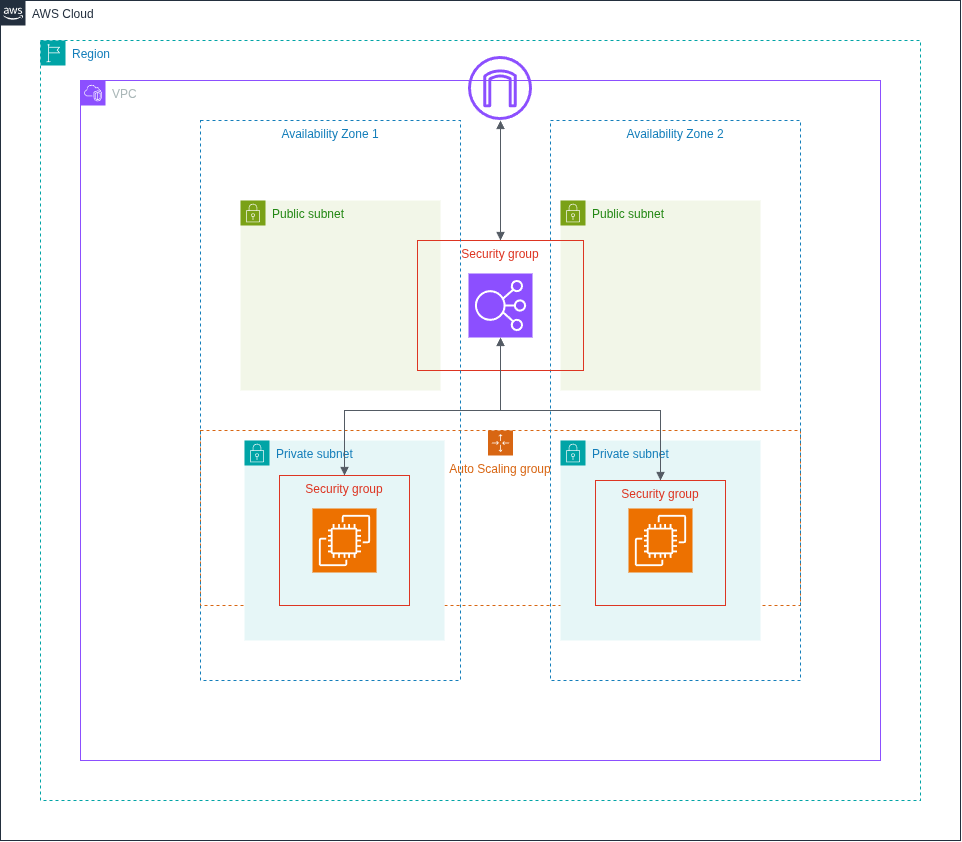 aws
AWS Cloud
Region
VPC
Availability Zone 1
Availability Zone 2
Public subnet
Public subnet
Security group
Private subnet
Private subnet
Auto Scaling group
Security group
Security group